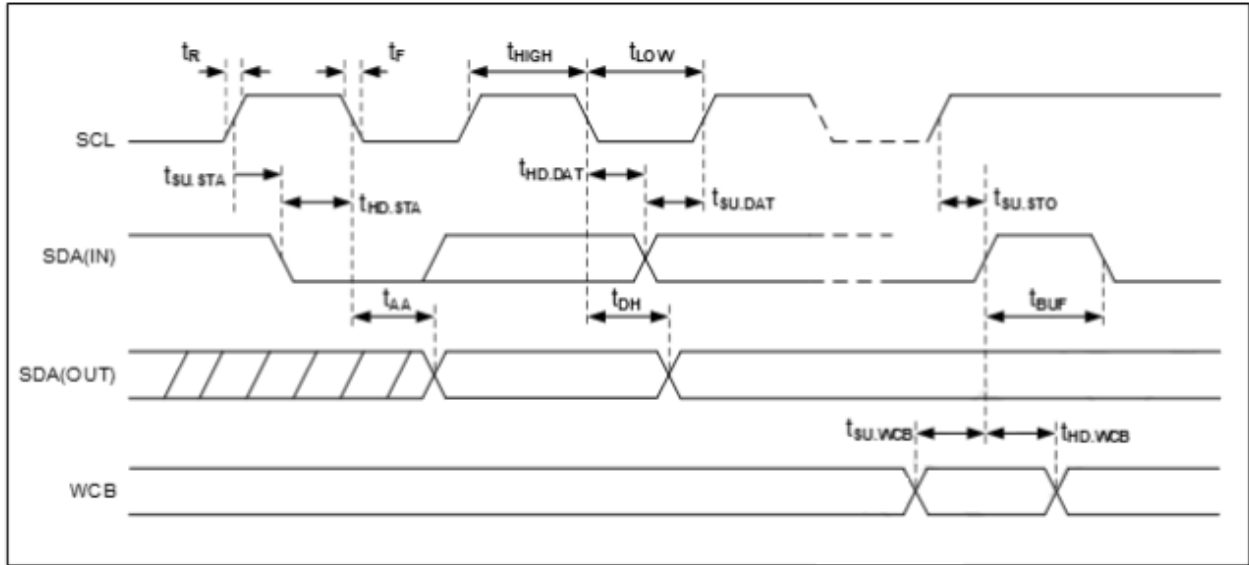 tR tF tHIGH tLOW
SCL
tSU.STA tHD.STA tHD.DAT tSU.DAT tSU.STO
SDA(IN)
tAA tDH tBUF
SDA(OUT)
tSU.WCB tHD.WCB
WCB